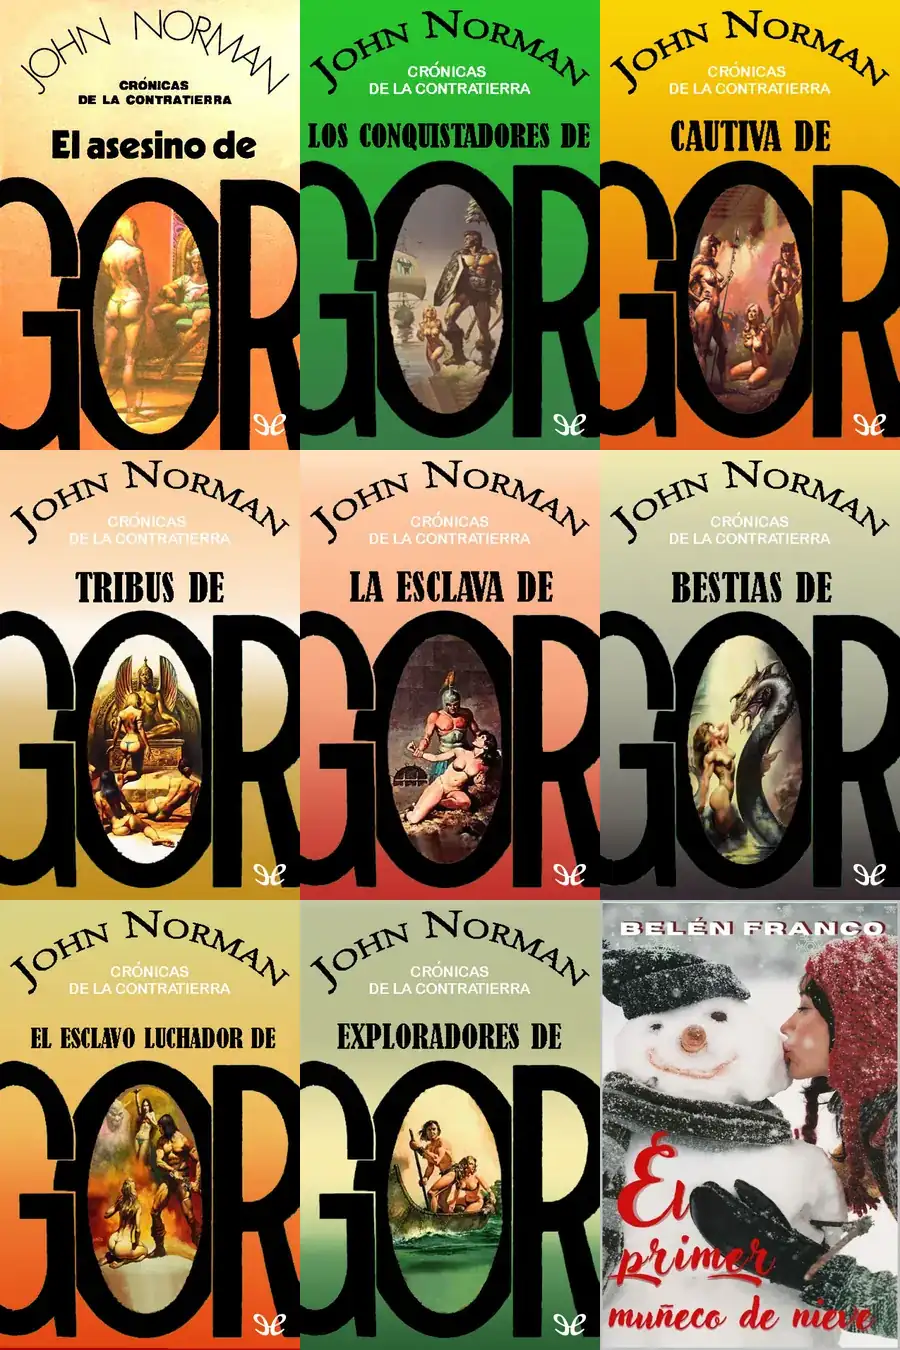 JOHN NORMAN
CRÓNICAS
DE LA CONTRATIERRA
El asesino de
GOR
JOHN NORMAN
CRÓNICAS
DE LA CONTRATIERRA
LOS CONQUISTADORES DE
GOR
JOHN NORMAN
CRÓNICAS
DE LA CONTRATIERRA
CAUTIVA DE
GOR
JOHN NORMAN
CRÓNICAS
DE LA CONTRATIERRA
TRIBUS DE
GOR
JOHN NORMAN
CRÓNICAS
DE LA CONTRATIERRA
LA ESCLAVA DE
GOR
JOHN NORMAN
CRÓNICAS
DE LA CONTRATIERRA
BESTIAS DE
GOR
JOHN NORMAN
CRÓNICAS
DE LA CONTRATIERRA
EL ESCLAVO LUCHADOR DE
GOR
JOHN NORMAN
CRÓNICAS
DE LA CONTRATIERRA
EXPLORADORES DE
GOR
BELÉN FRANCO
El
primer
muñeco de nieve